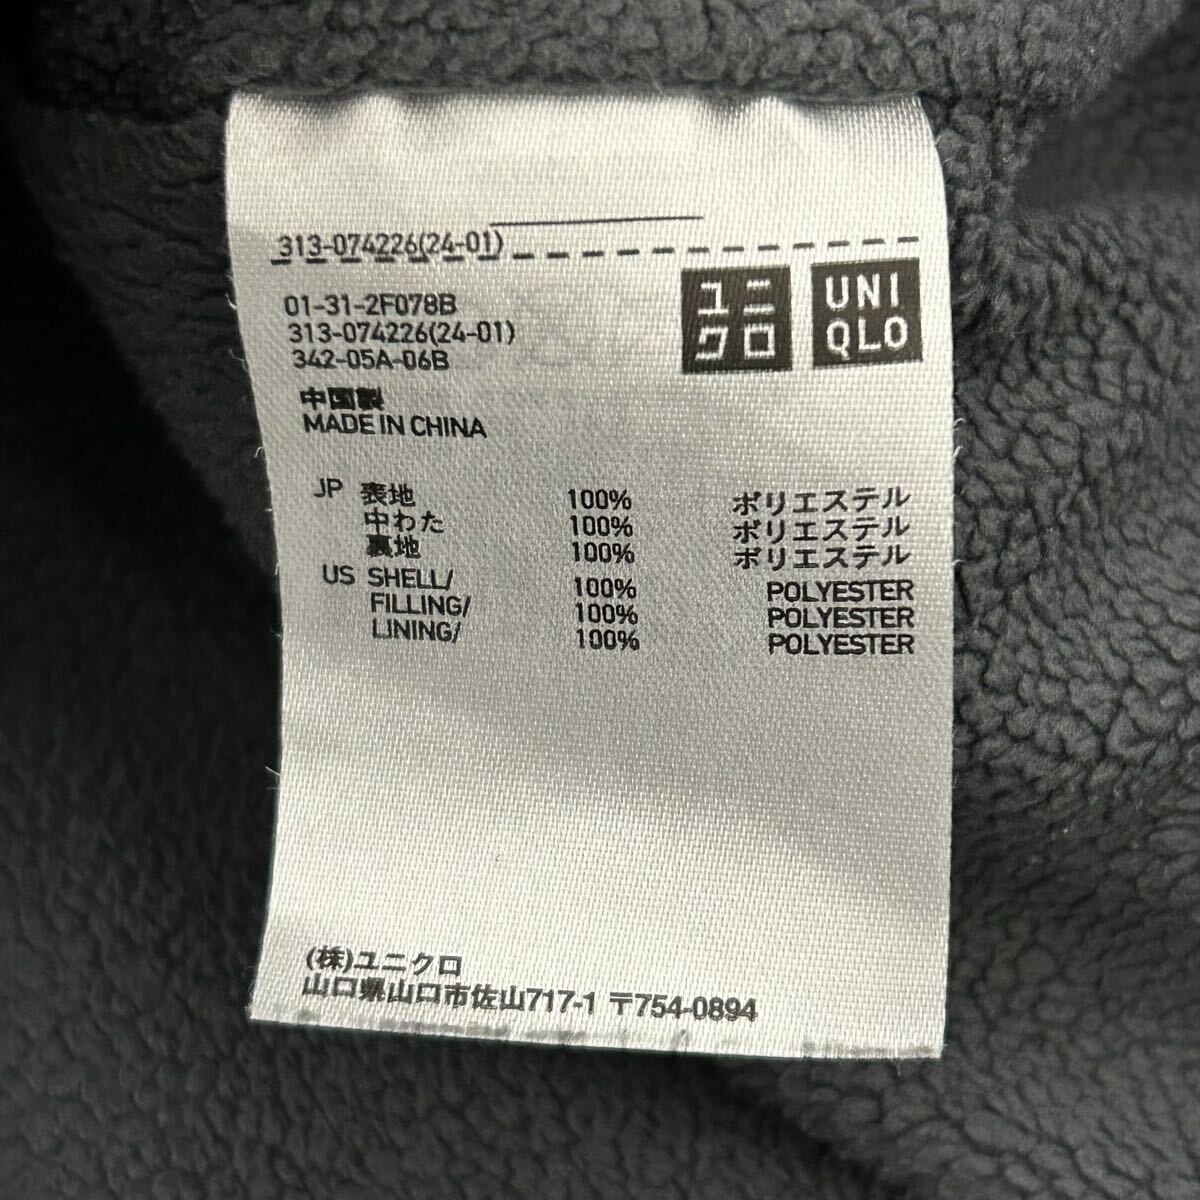 313-074226(24-01)
ユニ
クロ
UNI
QLO
01-31-2F078B
313-074226(24-01)
342-05A-06B
中国製
MADE IN CHINA
JP 表地 100% ポリエステル
中わた 100% ポリエステル
裏地 100% ポリエステル
US SHELL/ 100% POLYESTER
FILLING/ 100% POLYESTER
LINING/ 100% POLYESTER
(株)ユニクロ
山口県山口市佐山717-1 〒754-0894